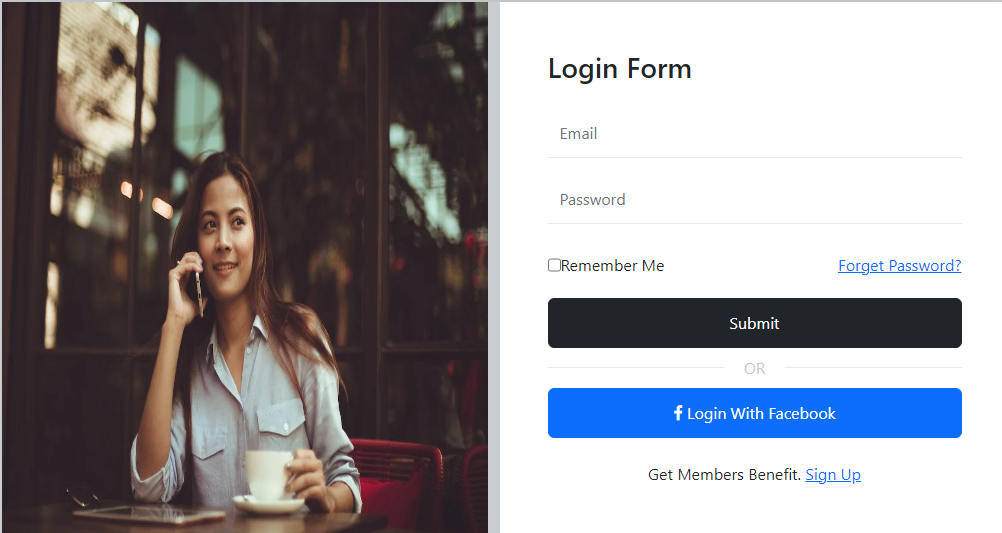 Login Form
Email
Password
Remember Me Forget Password?
Submit
OR
Login With Facebook
Get Members Benefit. Sign Up